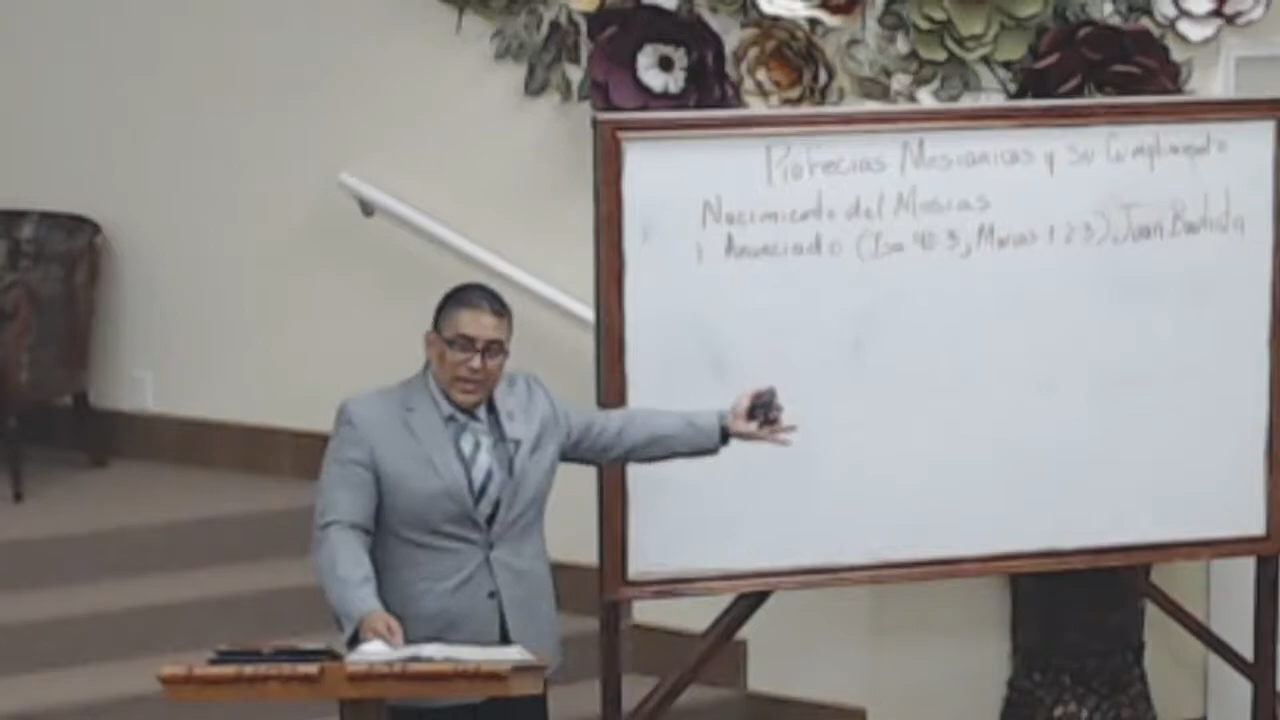 Profecias Mesianicas y su Cumplimiento
Nacimiento del Mesias
1 Anunciado (Isa 40:3, Marcos 1:2-3) Juan Bautista